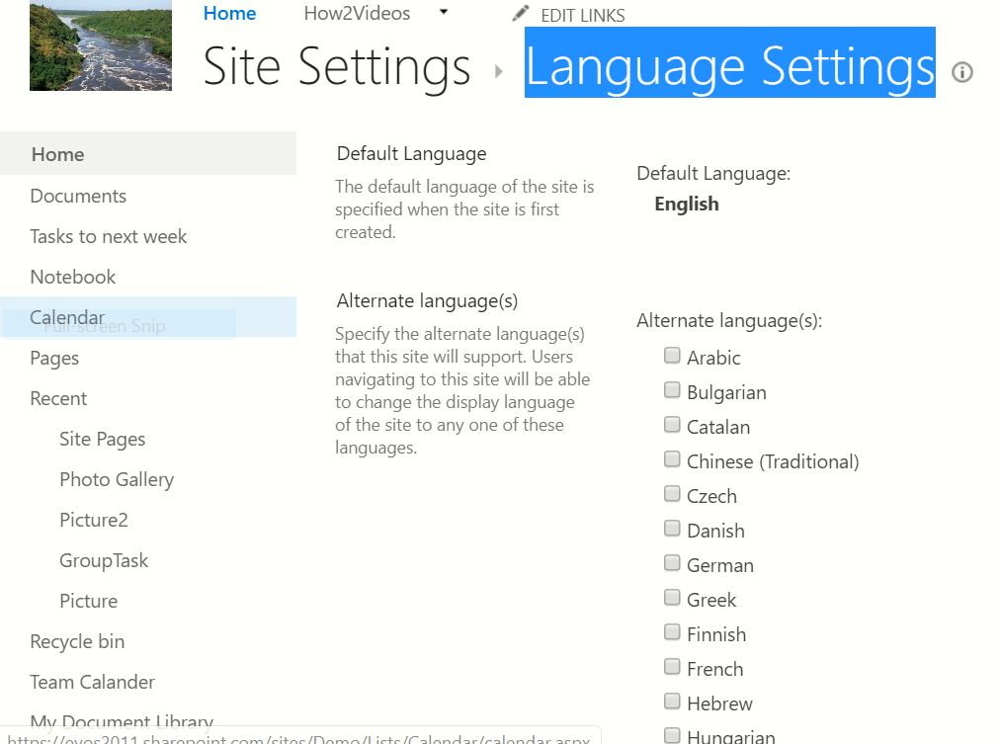 Home How2Videos EDIT LINKS
Site Settings Language Settings
Home
Documents
Tasks to next week
Notebook
Calendar
Full-screen Snip
Pages
Recent
Site Pages
Photo Gallery
Picture2
GroupTask
Picture
Recycle bin
Team Calander
My Document Library
https://evos2011.sharepoint.com/sites/Demo/Lists/Calendar/calendar.aspx
Default Language
The default language of the site is
specified when the site is first
created.
Default Language:
English
Alternate language(s)
Specify the alternate language(s)
that this site will support. Users
navigating to this site will be able
to change the display language
of the site to any one of these
languages.
Alternate language(s):
Arabic
Bulgarian
Catalan
Chinese (Traditional)
Czech
Danish
German
Greek
Finnish
French
Hebrew
Hungarian